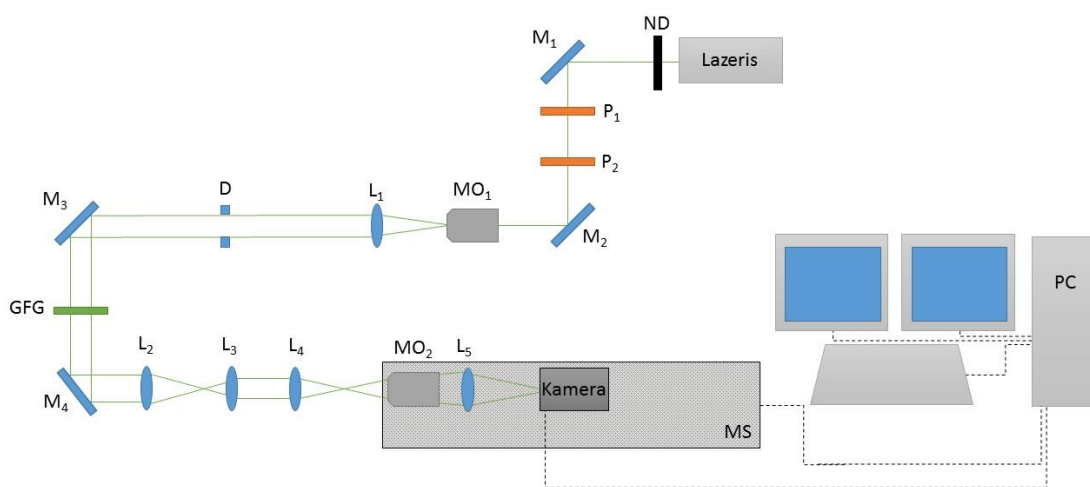 ND
M₁
Lazeris
P₁
P₂
D
L₁
MO₁
M₃
M₂
GFG
PC
L₂
L₃
L₄
MO₂
L₅
Kamera
M₄
MS